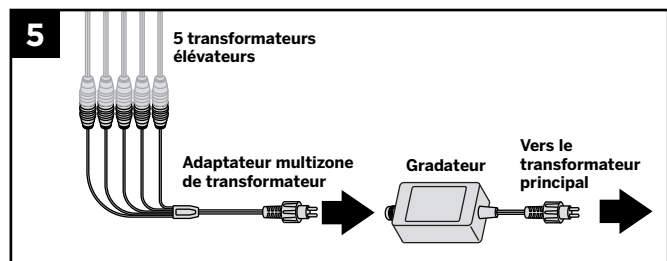 5
5 transformateurs
élévateurs
Adaptateur multizone
de transformateur
Gradateur
Vers le
transformateur
principal